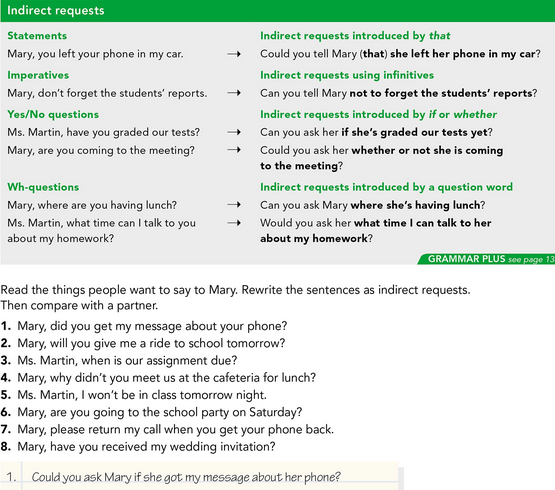 Indirect requests
Statements
Indirect requests introduced by that
Mary, you left your phone in my car. → Could you tell Mary (that) she left her phone in my car?
Imperatives
Indirect requests using infinitives
Mary, don't forget the students' reports. → Can you tell Mary not to forget the students' reports?
Yes/No questions
Indirect requests introduced by if or whether
Ms. Martin, have you graded our tests? → Can you ask her if she's graded our tests yet?
Mary, are you coming to the meeting? → Could you ask her whether or not she is coming
to the meeting?
Wh-questions
Indirect requests introduced by a question word
Mary, where are you having lunch? → Can you ask Mary where she's having lunch?
Ms. Martin, what time can I talk to you → Would you ask her what time I can talk to her
about my homework? about my homework?
GRAMMAR PLUS see page 13
Read the things people want to say to Mary. Rewrite the sentences as indirect requests.
Then compare with a partner.
1. Mary, did you get my message about your phone?
2. Mary, will you give me a ride to school tomorrow?
3. Ms. Martin, when is our assignment due?
4. Mary, why didn't you meet us at the cafeteria for lunch?
5. Ms. Martin, I won't be in class tomorrow night.
6. Mary, are you going to the school party on Saturday?
7. Mary, please return my call when you get your phone back.
8. Mary, have you received my wedding invitation?
1. Could you ask Mary if she got my message about her phone?